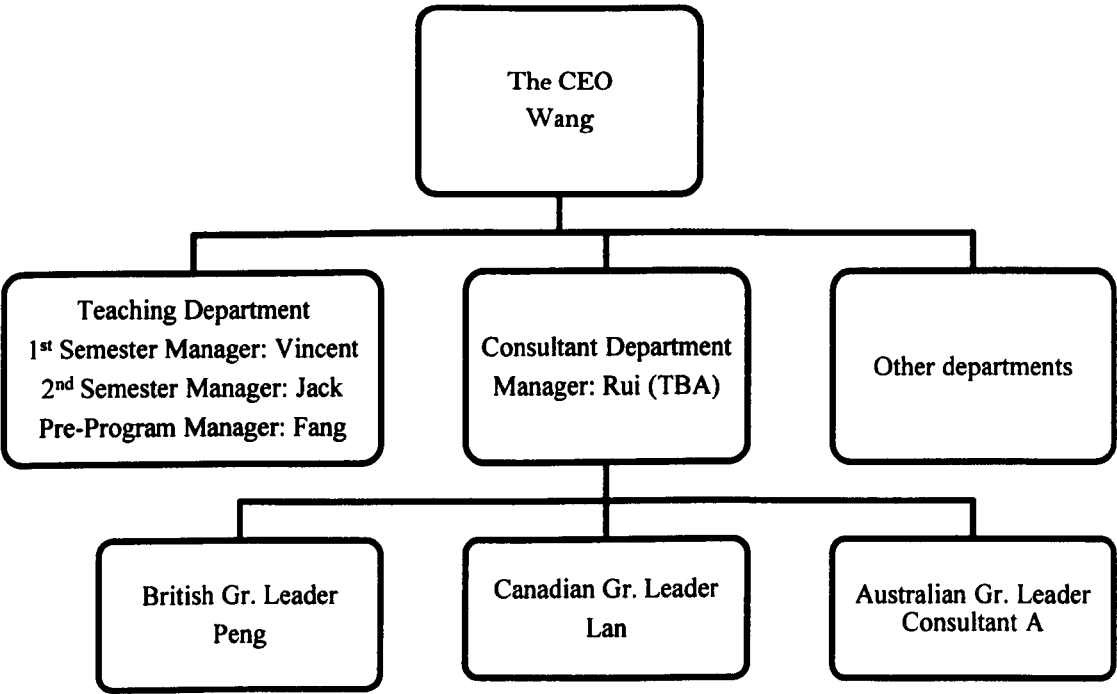 The CEO
Wang
Teaching Department
1st Semester Manager: Vincent
2nd Semester Manager: Jack
Pre-Program Manager: Fang
Consultant Department
Manager: Rui (TBA)
Other departments
British Gr. Leader
Peng
Canadian Gr. Leader
Lan
Australian Gr. Leader
Consultant A